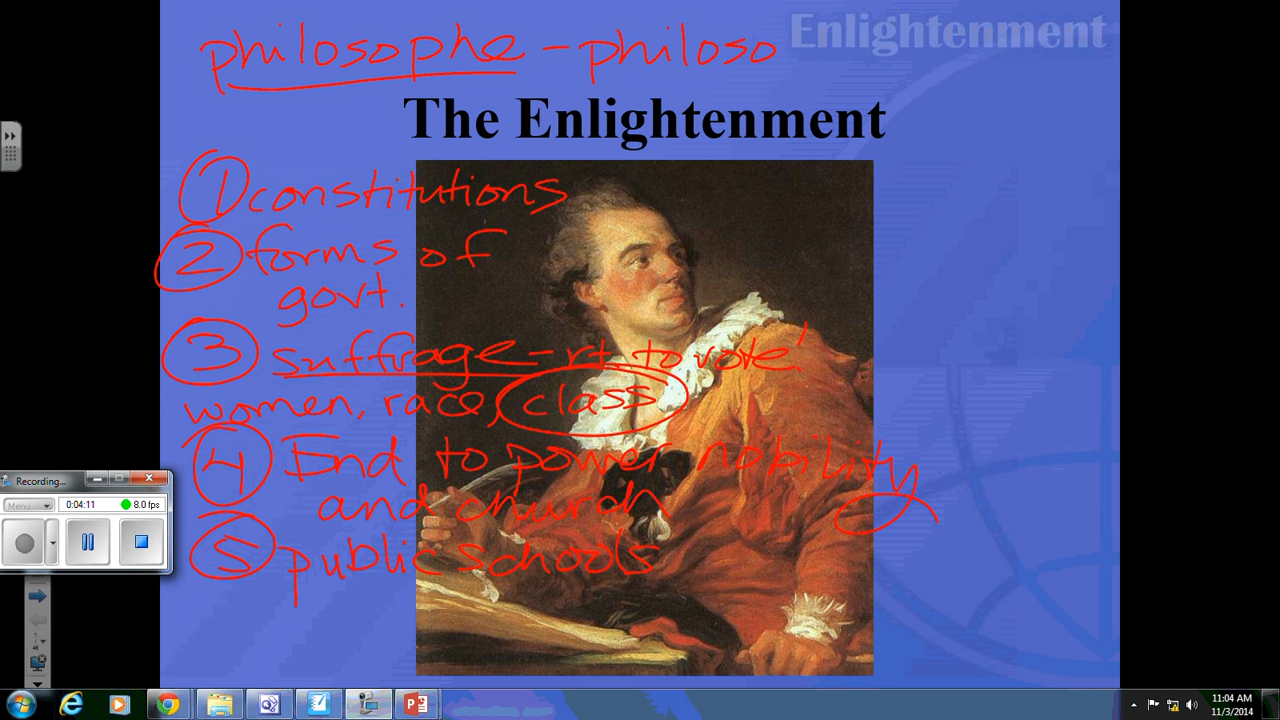 philosophe - philoso
Enlightenment
The Enlightenment
1 constitutions
2 forms of
govt.
3 suffrage - rt. to vote!
women, race, class
4 End to power nobility
and church
5 public schools
Recording...
Menu
0:04:11
8.0 fps
11:04 AM
11/3/2014